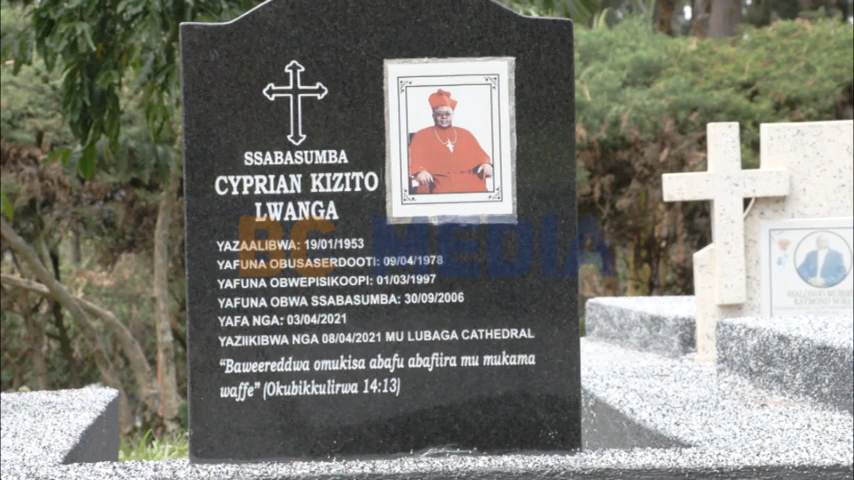 SSABASUMBA
CYPRIAN KIZITO
LWANGA
YAZAALIBWA: 19/01/1953
YAFUNA OBUSASERDOOTI: 09/04/1978
YAFUNA OBWEPISIKOOPI: 01/03/1997
YAFUNA OBWA SSABASUMBA: 30/09/2006
YAFA NGA: 03/04/2021
YAZIIKIBWA NGA 08/04/2021 MU LUBAGA CATHEDRAL
“Baweereddwa omukisa abafu abafiira mu mukama
waffe” (Okubikkulirwa 14:13)
BG MEDIA
SSALONGO